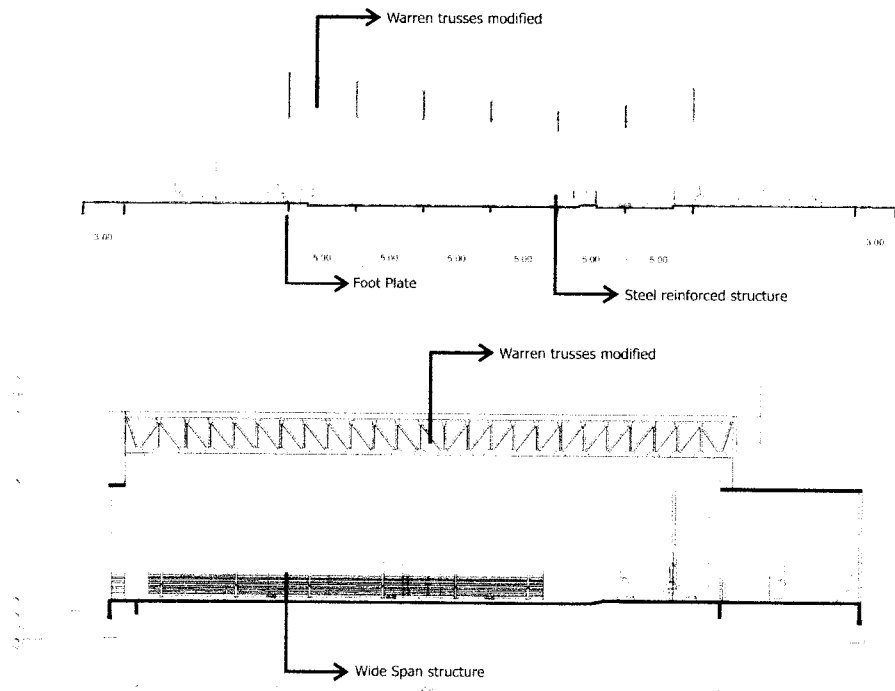 Warren trusses modified
3.00
3.00
5.00
5.00
5.00
5.00
5.00
5.00
Foot Plate
Steel reinforced structure
Warren trusses modified
Wide Span structure